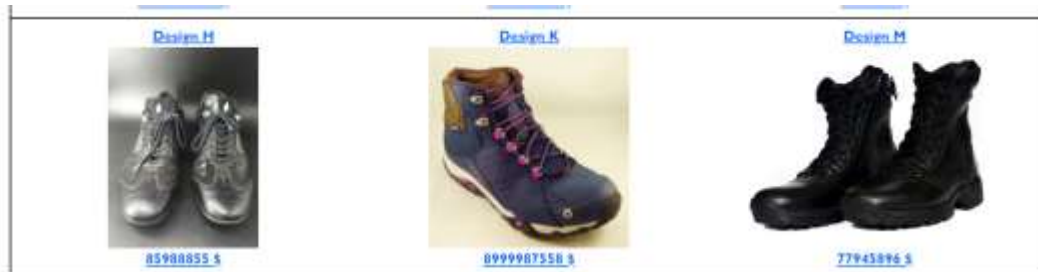 Design H
Design K
Design M
85988855 $
8999987558 $
77945896 $